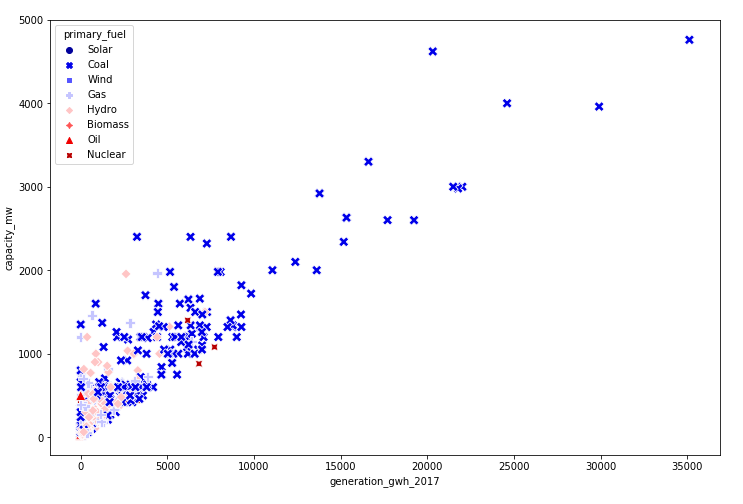 primary_fuel
Solar
Coal
Wind
Gas
Hydro
Biomass
Oil
Nuclear
capacity_mw
5000
4000
3000
2000
1000
0
0
5000
10000
15000
20000
25000
30000
35000
generation_gwh_2017